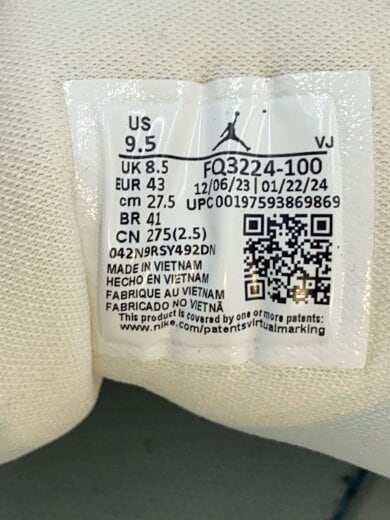 US
9.5
VJ
UK 8.5 FQ3224-100
EUR 43 12/06/23 | 01/22/24
cm 27.5 UPC00197593869869
BR 41
CN 275(2.5)
042N9RSY492DN
MADE IN VIETNAM
HECHO EN VIETNAM
FABRIQUE AU VIETNAM
FABRICADO NO VIETNÃ
This product is covered by one or more patents:
www.nike.com/patentsvirtualmarking